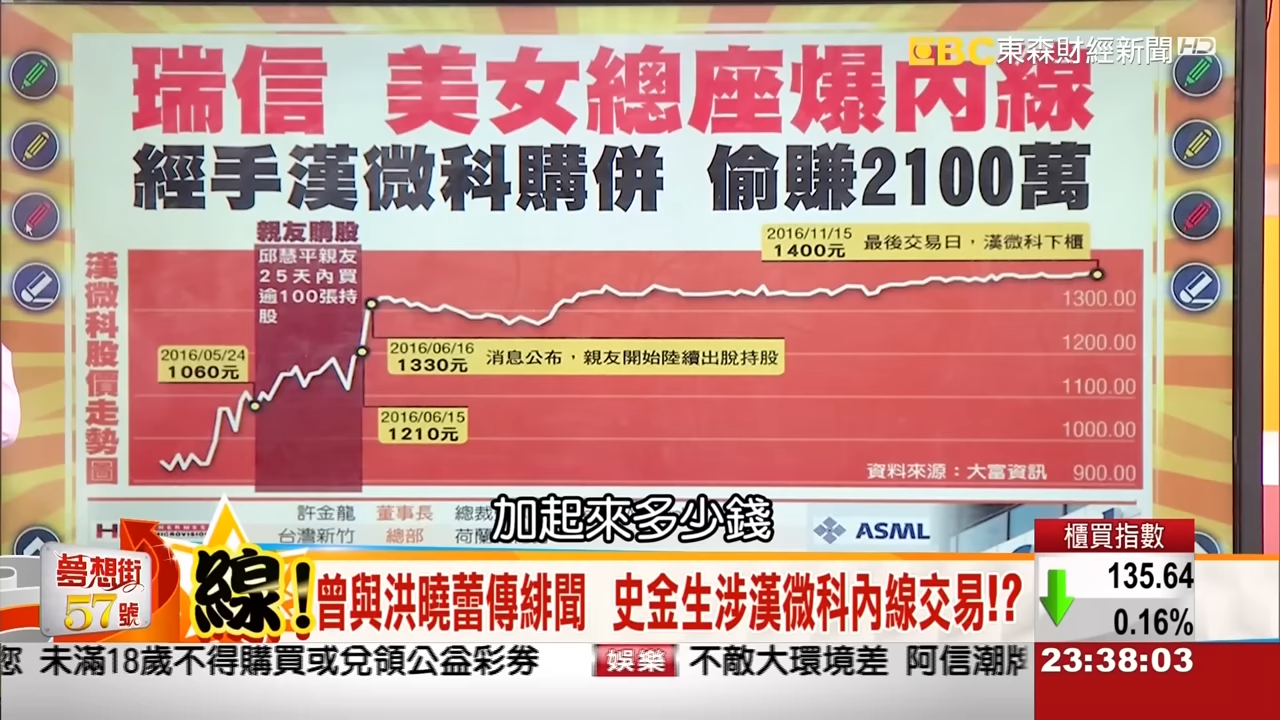 EBC 東森財經新聞 HD
瑞信 美女總座爆內線
經手漢微科購併 偷賺2100萬
漢微科股價走勢圖
親友購股
邱慧平親友
25天內買
逾100張持
股
2016/11/15
1400元
最後交易日，漢微科下櫃
2016/05/24
1060元
2016/06/16
1330元
消息公布，親友開始陸續出脫持股
2016/06/15
1210元
1300.00
1200.00
1100.00
1000.00
900.00
資料來源：大富資訊
許金龍 董事長 總裁
台灣新竹 總部 荷蘭
ASML
加起來多少錢
夢想街
57號
線! 曾與洪曉蕾傳緋聞 史金生涉漢微科內線交易!?
櫃買指數
135.64
0.16%
未滿18歲不得購買或兌領公益彩券 娛樂 不敵大環境差 阿信潮牌
23:38:03